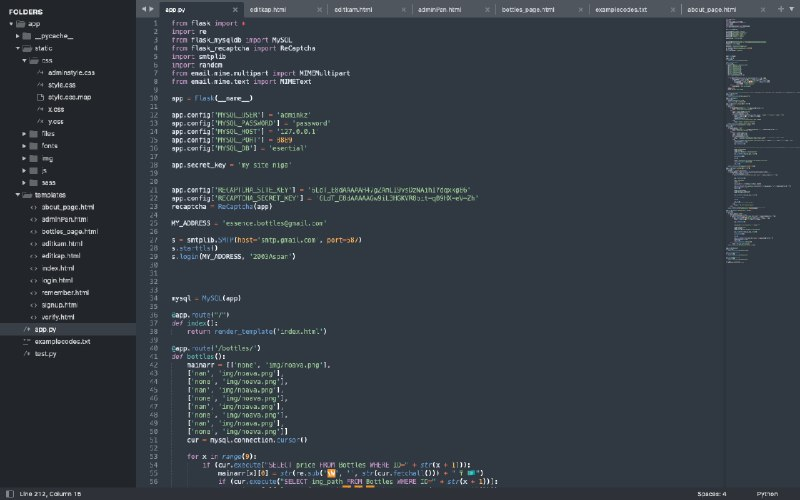 FOLDERS
app
__pycache__
static
css
adminstyle.css
style.css
style.css.map
x.css
y.css
files
fonts
img
js
sass
templates
about_page.html
adminPan.html
bottles_page.html
editkam.html
editkap.html
index.html
login.html
remember.html
signup.html
verify.html
app.py
examplecodes.txt
test.py
app.py editkap.html editkam.html adminPan.html bottles_page.html examplecodes.txt about_page.html
1 from flask import *
2 import re
3 from flask_mysqldb import MySQL
4 from flask_recaptcha import ReCaptcha
5 import smtplib
6 import random
7 from email.mime.multipart import MIMEMultipart
8 from email.mime.text import MIMEText
9
10 app = Flask(__name__)
11
12 app.config['MYSQL_USER'] = 'adminkz'
13 app.config['MYSQL_PASSWORD'] = 'password'
14 app.config['MYSQL_HOST'] = '127.0.0.1'
15 app.config['MYSQL_PORT'] = 8889
16 app.config['MYSQL_DB'] = 'esential'
17
18 app.secret_key =
19
20
21 app.config['RECAPTCHA_SITE_KEY'] =
22 app.config['RECAPTCHA_SECRET_KEY'] =
23 recaptcha = ReCaptcha(app)
24
25 MY_ADDRESS = "essence.bottles@gmail.com"
26
27 s = smtplib.SMTP(host='smtp.gmail.com', port=587)
28 s.starttls()
29 s.login(MY_ADDRESS,
30
31
32
33
34 mysql = MySQL(app)
35
36 @app.route("/")
37 def index():
38 return render_template('index.html')
39
40 @app.route('/bottles/')
41 def bottles():
42 mainarr = [['none', 'img/noava.png'],
43 ['nan', 'img/noava.png'],
44 ['none', 'img/noava.png'],
45 ['nan', 'img/noava.png'],
46 ['none', 'img/noava.png'],
47 ['nan', 'img/noava.png'],
48 ['none', 'img/noava.png'],
49 ['nan', 'img/noava.png'],
50 ['none', 'img/noava.png']]
51 cur = mysql.connection.cursor()
52
53 for x in range(9):
54 if (cur.execute("SELECT price FROM Bottles WHERE ID=" + str(x + 1))):
55 mainarr[x][0] = str(re.sub( '', str(cur.fetchall())) +
56 if (cur.execute("SELECT img_path FROM Bottles WHERE ID=" + str(x + 1))):
Line 212, Column 15 Spaces: 4 Python